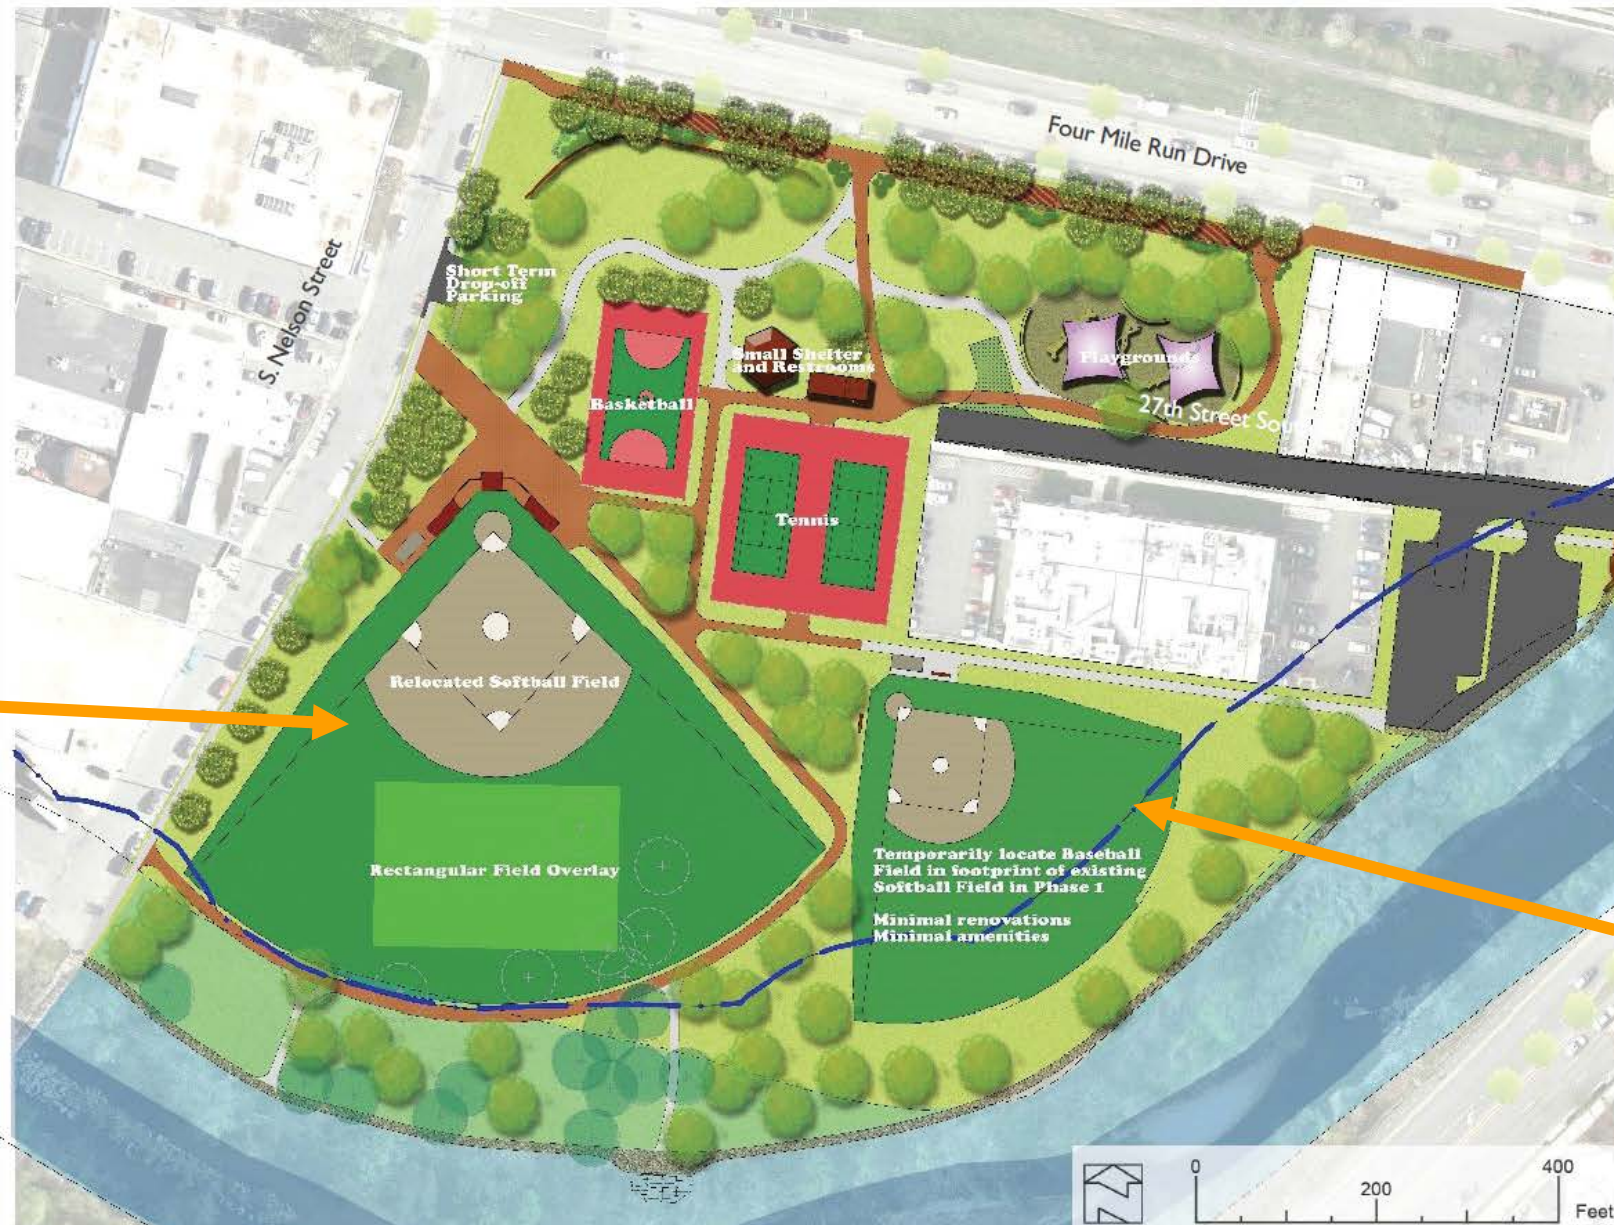 Four Mile Run Drive
S. Nelson Street
Short Term
Drop-off
Parking
Small Shelter
and Restrooms
Playgrounds
Basketball
27th Street Sou
Tennis
Relocated Softball Field
Rectangular Field Overlay
Temporarily locate Baseball
Field in footprint of existing
Softball Field in Phase 1
Minimal renovations
Minimal amenities
0
200
400
Feet